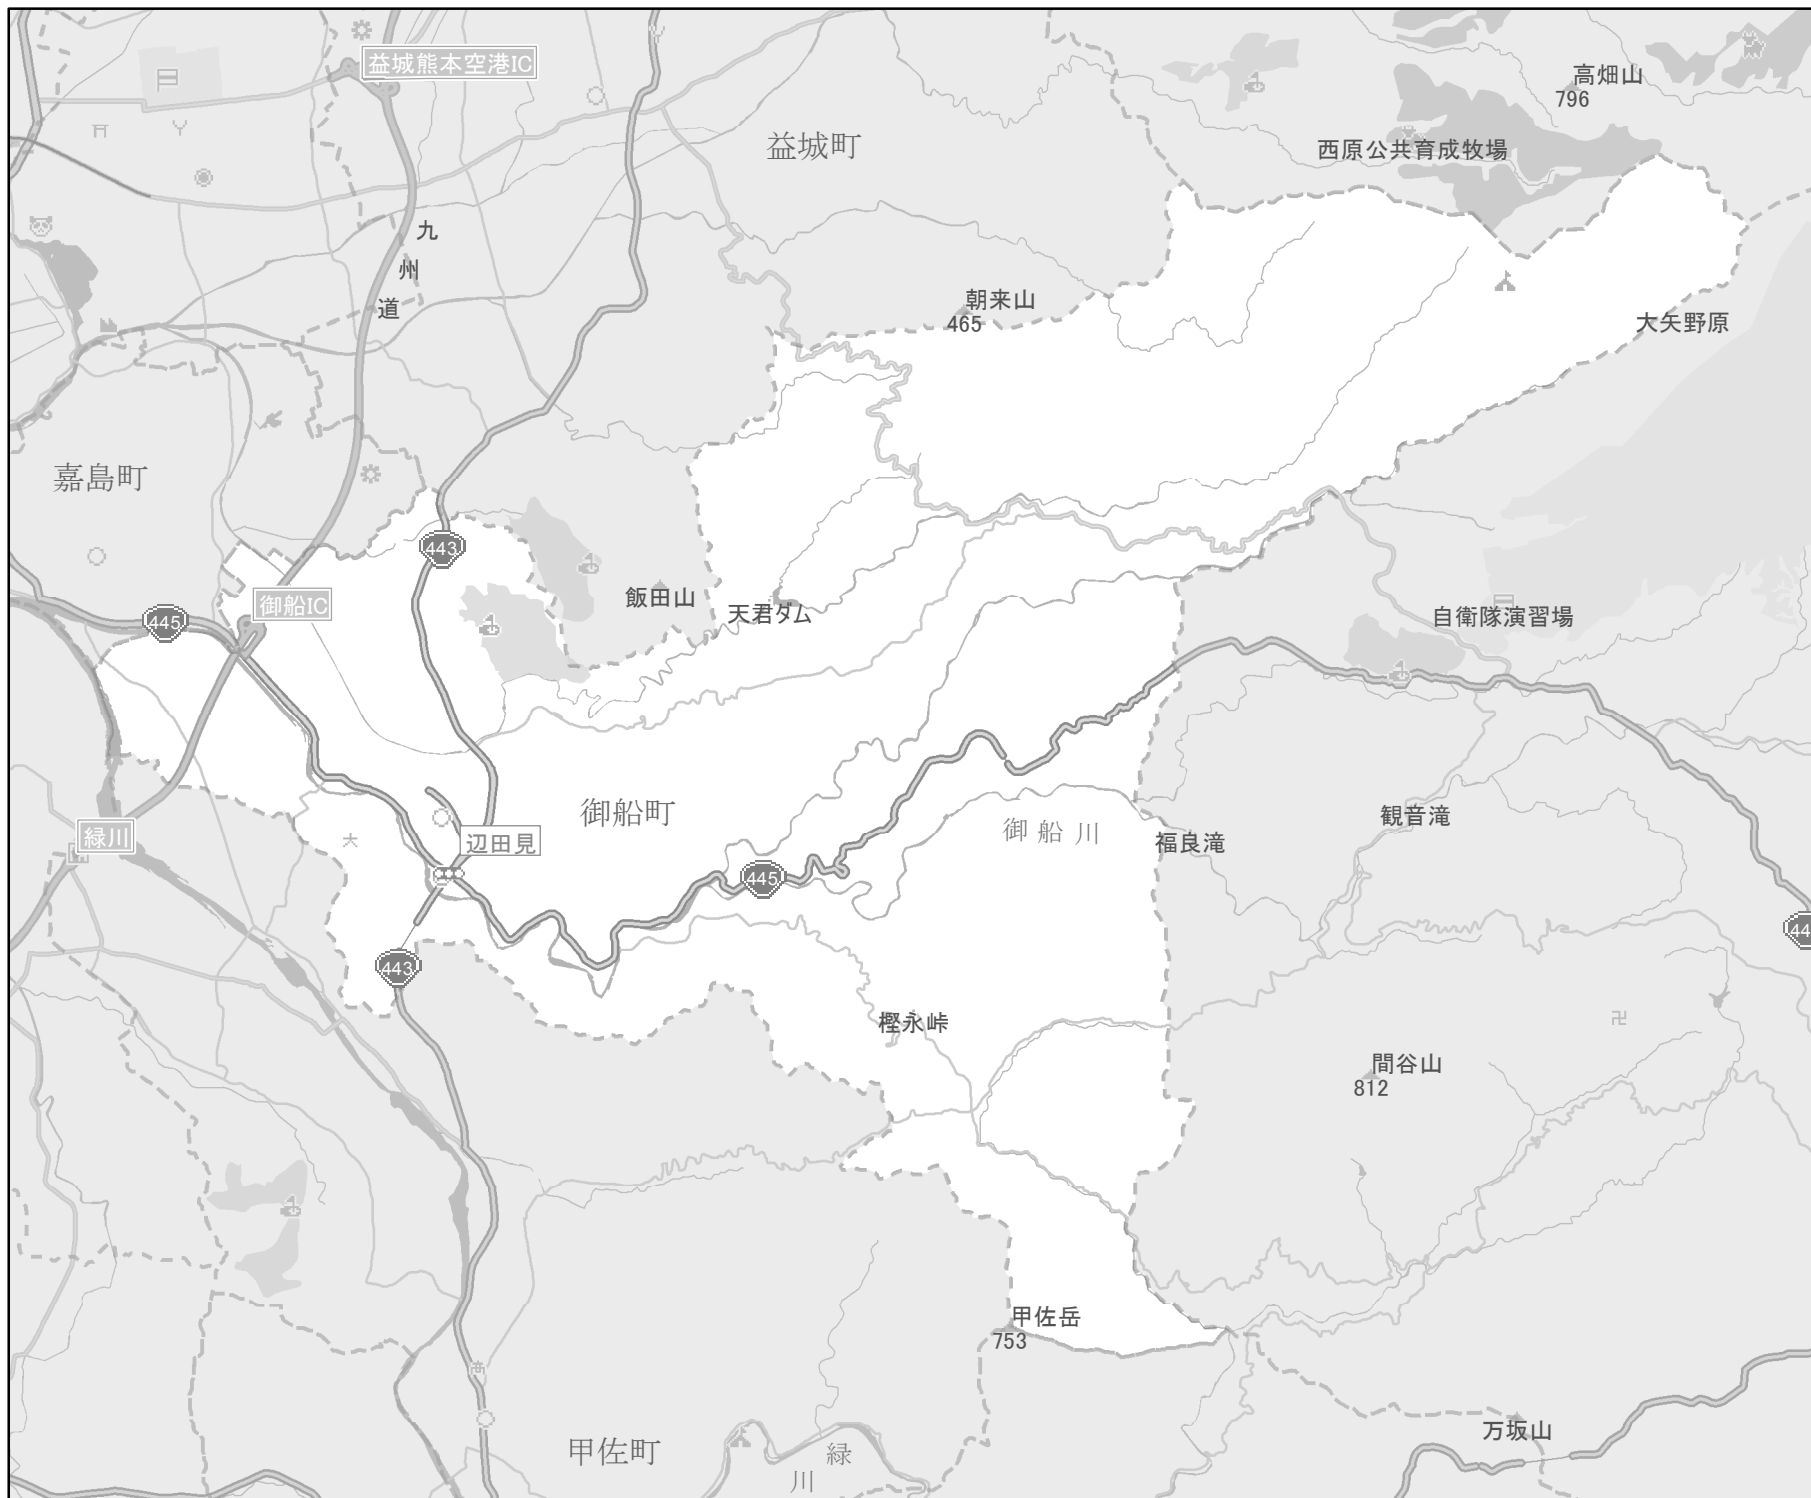 益城熊本空港IC
高畑山
796
益城町
西原公共育成牧場
九州道
朝来山
465
大矢野原
嘉島町
443
御船IC
445
飯田山
天君ダム
自衛隊演習場
御船町
御船川
観音滝
緑川
辺田見
福良滝
445
443
樫永峠
間谷山
812
甲佐岳
753
甲佐町
緑川
万坂山